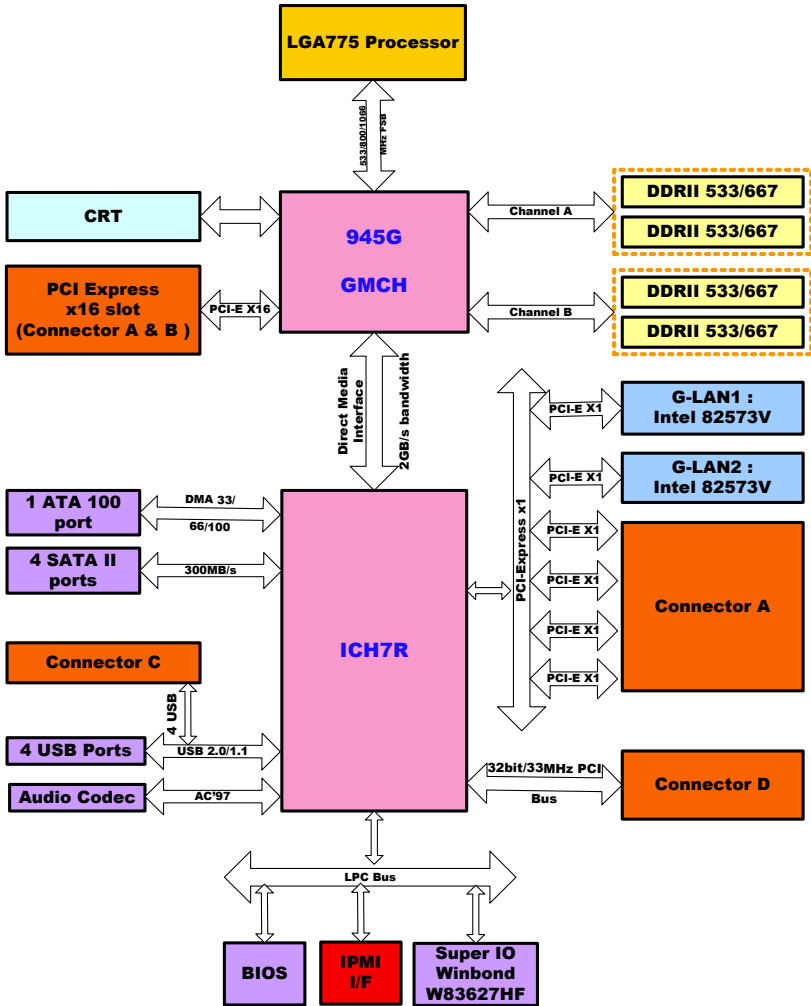 LGA775 Processor
533/800/1066
MHz FSB
CRT
945G
GMCH
Channel A
DDRII 533/667
DDRII 533/667
PCI Express
x16 slot
(Connector A & B )
PCI-E X16
Channel B
DDRII 533/667
DDRII 533/667
Direct Media
Interface
2GB/s bandwidth
PCI-Express x1
PCI-E X1
G-LAN1 :
Intel 82573V
PCI-E X1
G-LAN2 :
Intel 82573V
1 ATA 100
port
DMA 33/
66/100
4 SATA II
ports
300MB/s
PCI-E X1
PCI-E X1
PCI-E X1
PCI-E X1
Connector A
ICH7R
Connector C
4 USB
4 USB Ports
USB 2.0/1.1
Audio Codec
AC'97
32bit/33MHz PCI
Bus
Connector D
LPC Bus
BIOS
IPMI
I/F
Super IO
Winbond
W83627HF